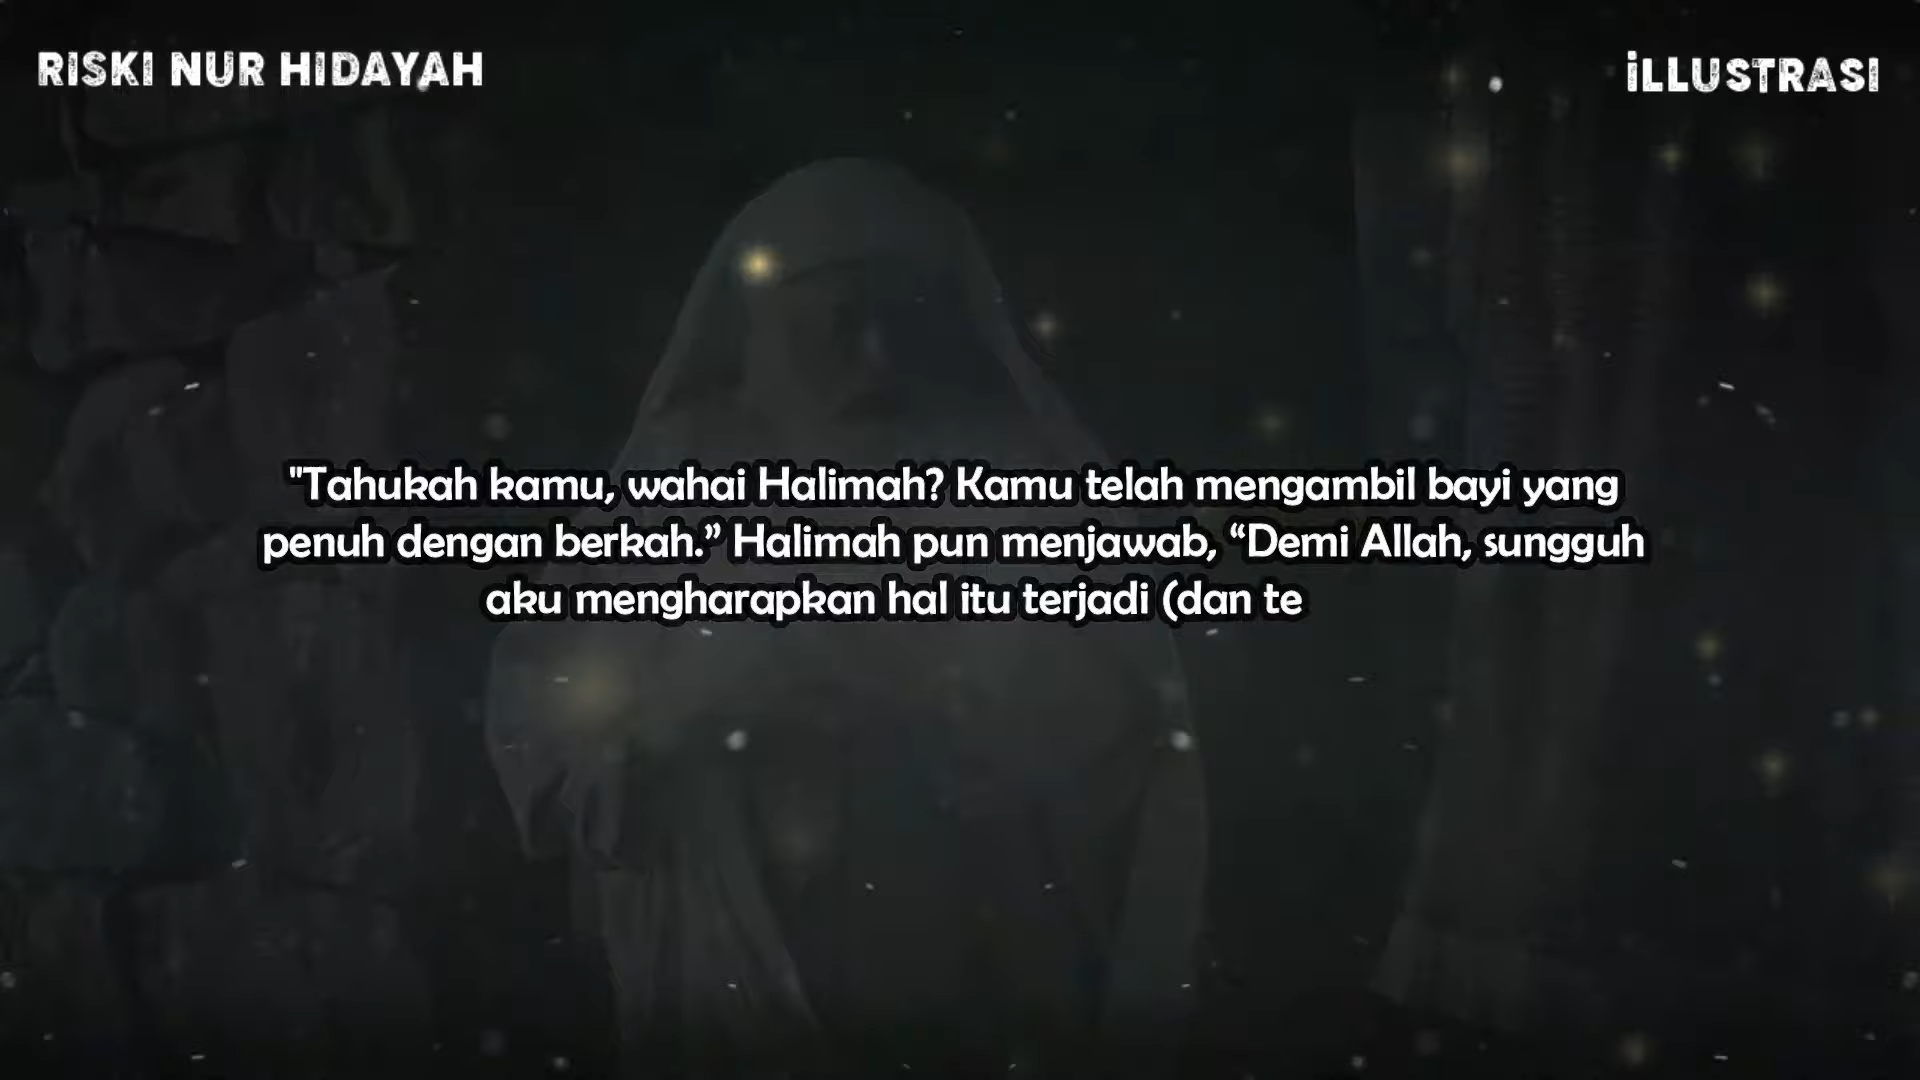 RISKI NUR HIDAYAH
iLLUSTRASI
"Tahukah kamu, wahai Halimah? Kamu telah mengambil bayi yang
penuh dengan berkah.” Halimah pun menjawab, “Demi Allah, sungguh
aku mengharapkan hal itu terjadi (dan te